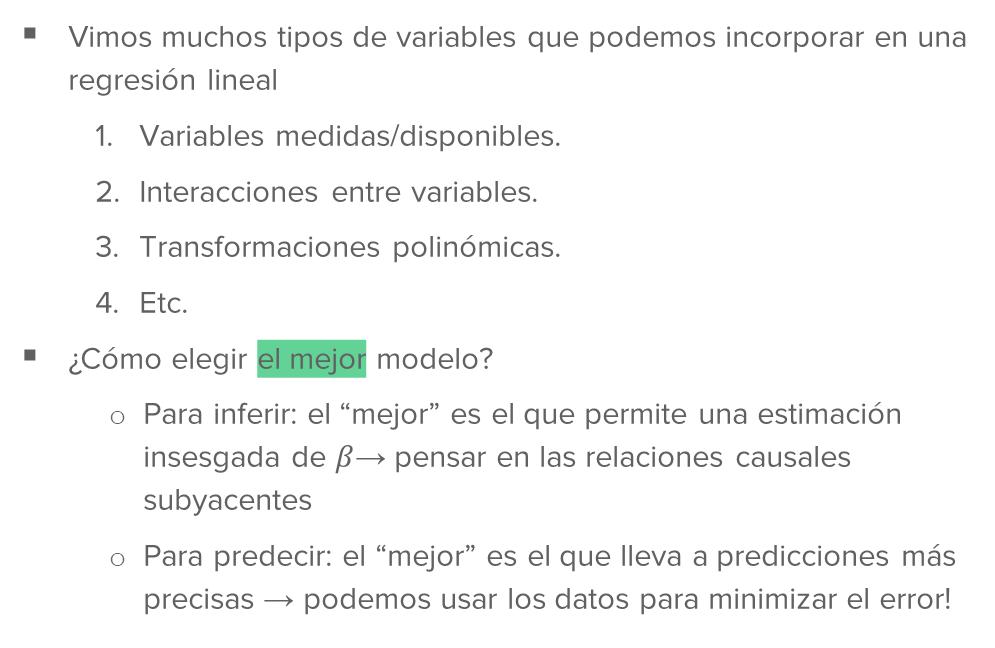 ▪ Vimos muchos tipos de variables que podemos incorporar en una
regresión lineal
1. Variables medidas/disponibles.
2. Interacciones entre variables.
3. Transformaciones polinómicas.
4. Etc.
▪ ¿Cómo elegir el mejor modelo?
o Para inferir: el “mejor” es el que permite una estimación
insesgada de β→ pensar en las relaciones causales
subyacentes
o Para predecir: el “mejor” es el que lleva a predicciones más
precisas → podemos usar los datos para minimizar el error!